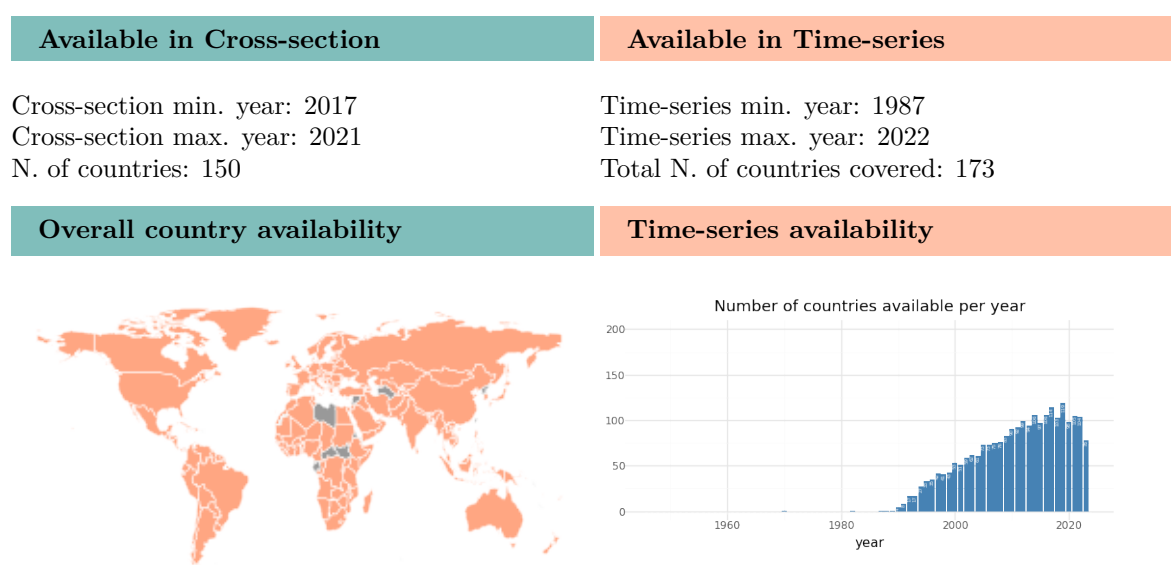 Available in Cross-section
Available in Time-series
Cross-section min. year: 2017
Cross-section max. year: 2021
N. of countries: 150
Time-series min. year: 1987
Time-series max. year: 2022
Total N. of countries covered: 173
Overall country availability
Time-series availability
Number of countries available per year
200
150
100
50
0
1960
1980
2000
2020
year